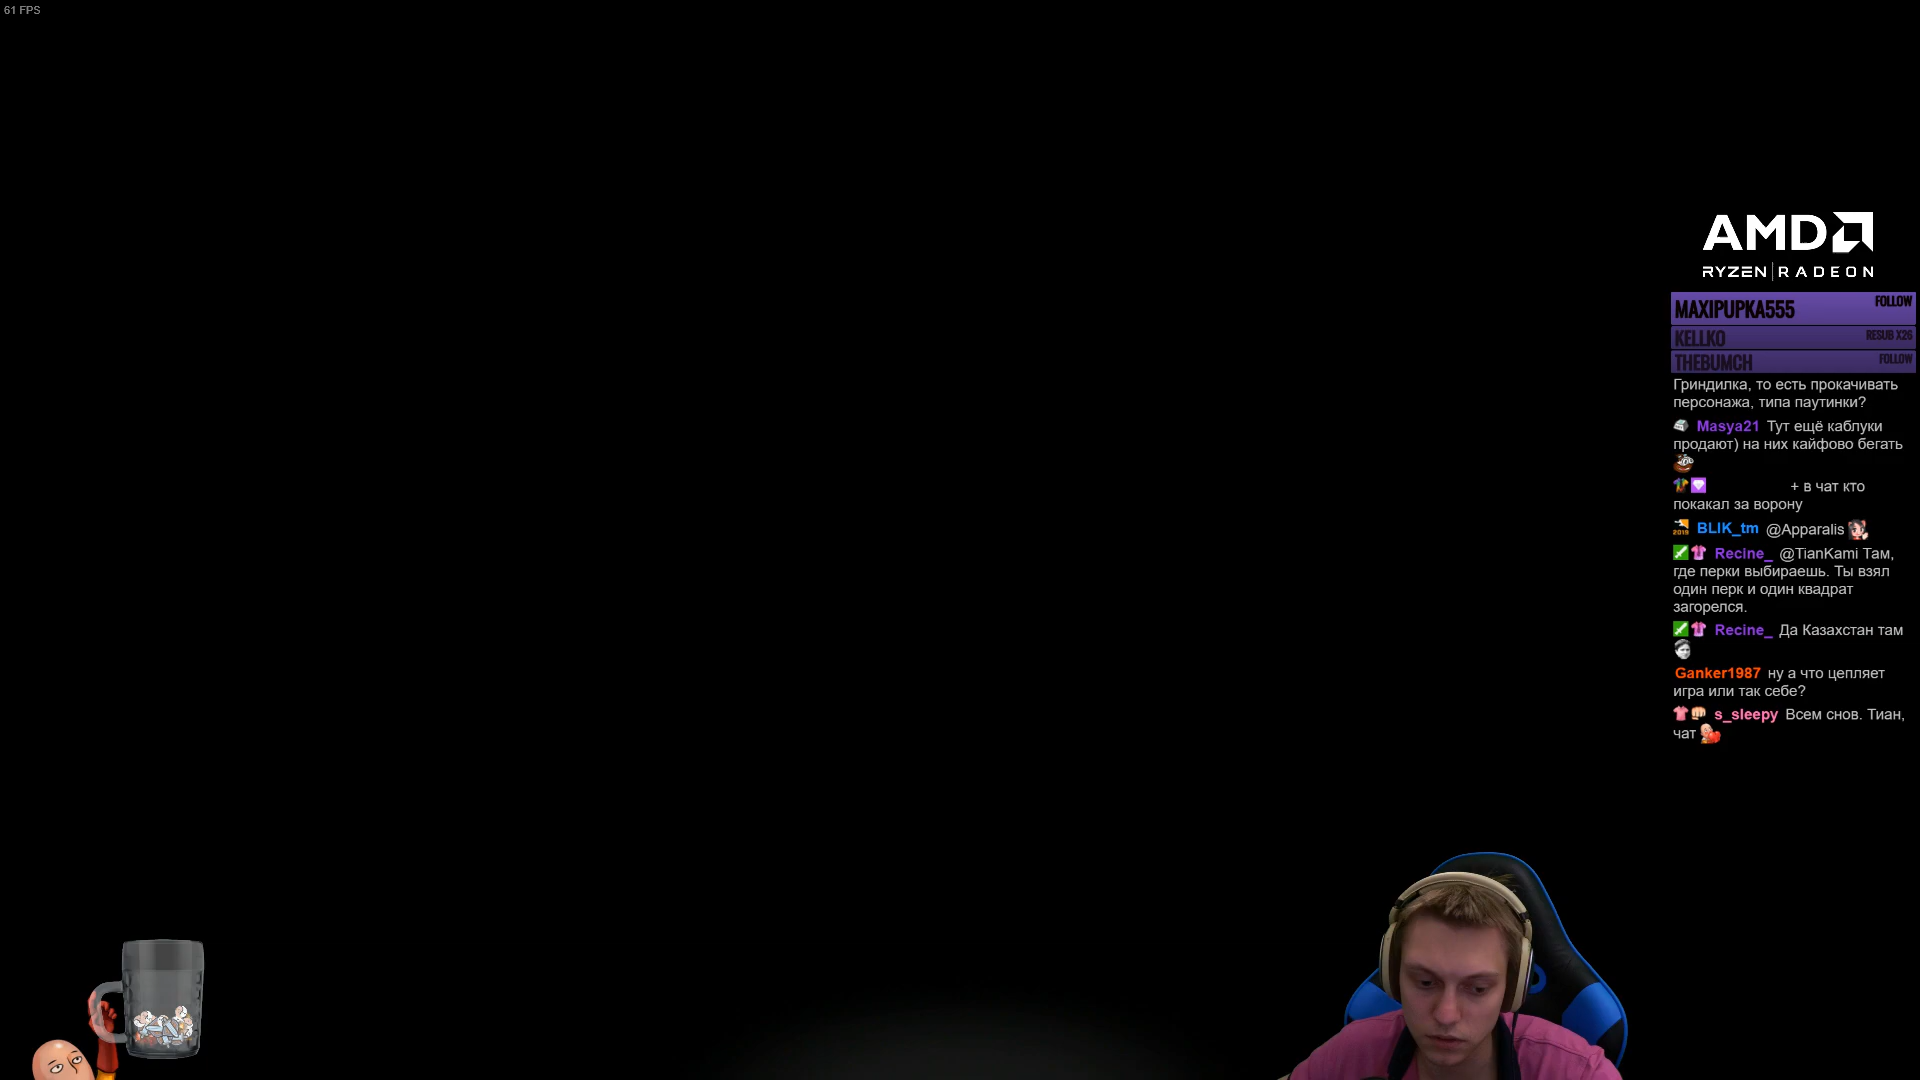 61 FPS
AMD
RYZEN | RADEON
MAXIPUPKA555 FOLLOW
KELLKO RESUB X26
THEBUMCH FOLLOW
Гриндилка, то есть прокачивать
персонажа, типа паутинки?
Masya21 Тут ещё каблуки
продают) на них кайфово бегать
+ в чат кто
покакал за ворону
2019 BLIK_tm @Apparalis
Recine_ @TianKami Там,
где перки выбираешь. Ты взял
один перк и один квадрат
загорелся.
Recine_ Да Казахстан там
Ganker1987 ну а что цепляет
игра или так себе?
s_sleepy Всем снов. Тиан,
чат